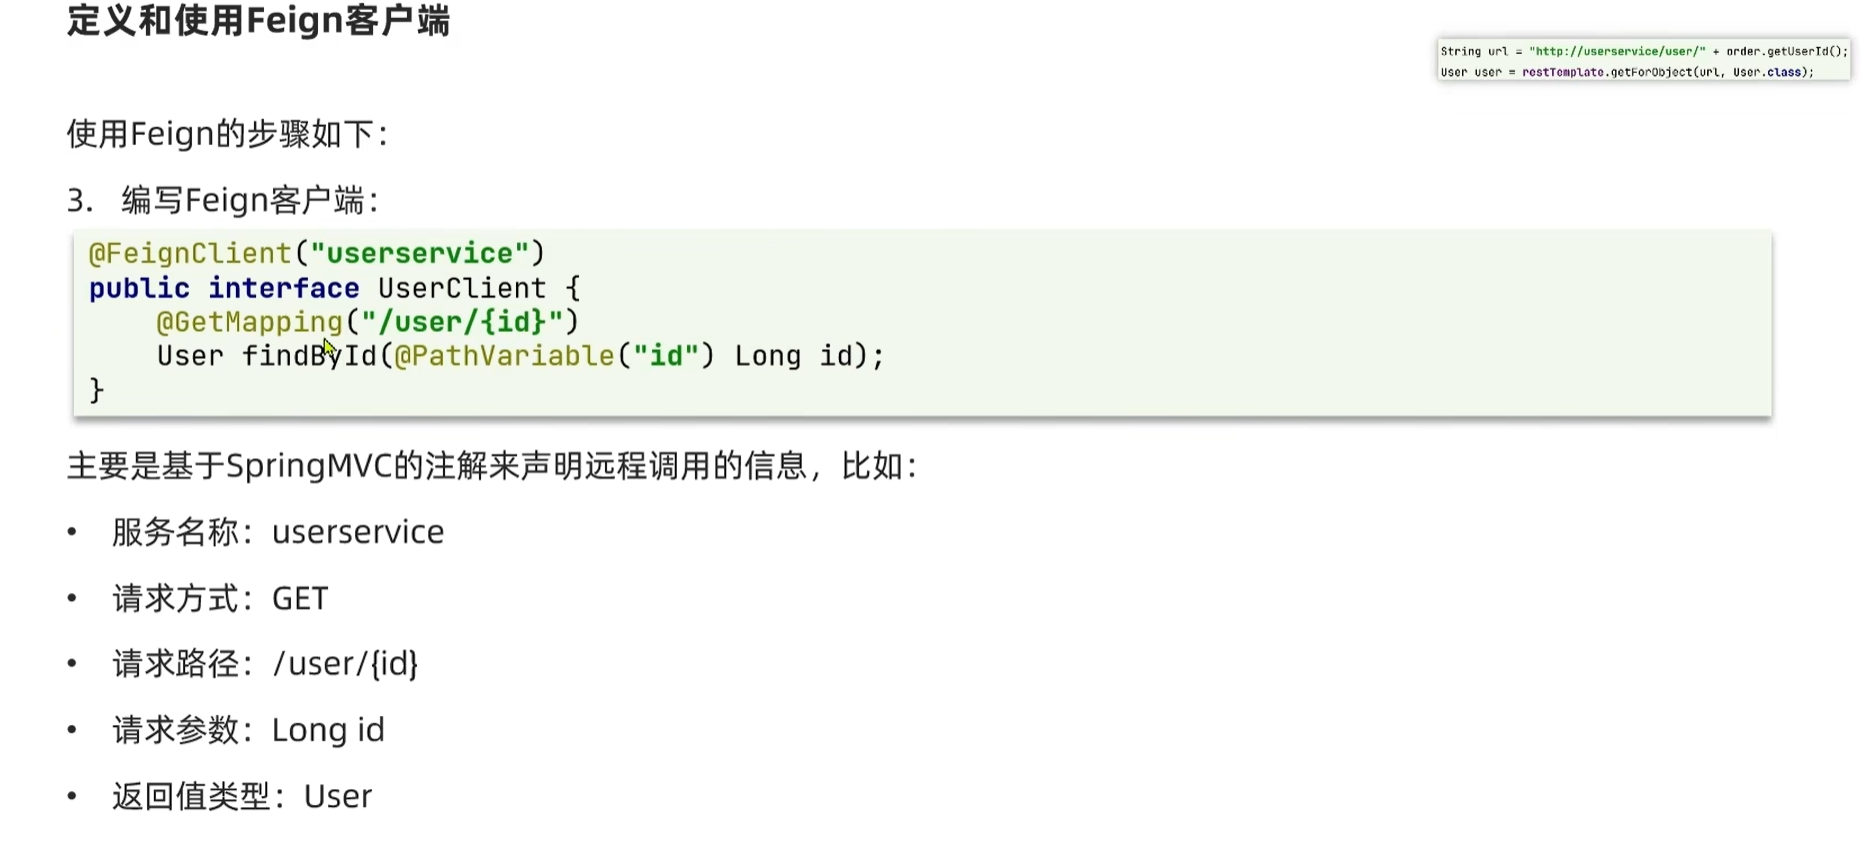 定义和使用Feign客户端
String url = "http://userservice/user/" + order.getUserId();
User user = restTemplate.getForObject(url, User.class);
使用Feign的步骤如下：
3. 编写Feign客户端：
@FeignClient("userservice")
public interface UserClient {
    @GetMapping("/user/{id}")
    User findById(@PathVariable("id") Long id);
}
主要是基于SpringMVC的注解来声明远程调用的信息，比如：
• 服务名称：userservice
• 请求方式：GET
• 请求路径：/user/{id}
• 请求参数：Long id
• 返回值类型：User